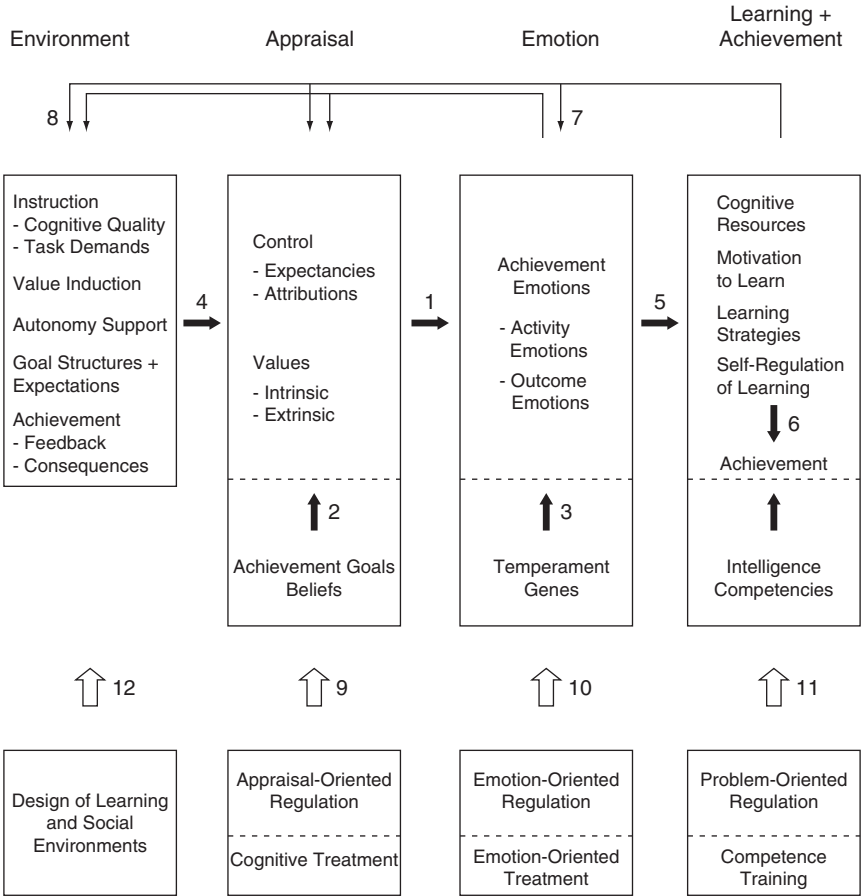 Environment
Appraisal
Emotion
Learning +
Achievement
8
7
Instruction
- Cognitive Quality
- Task Demands
Value Induction
Autonomy Support
Goal Structures +
Expectations
Achievement
- Feedback
- Consequences
4
Control
- Expectancies
- Attributions
Values
- Intrinsic
- Extrinsic
2
Achievement Goals
Beliefs
1
Achievement
Emotions
- Activity
Emotions
- Outcome
Emotions
3
Temperament
Genes
5
Cognitive
Resources
Motivation
to Learn
Learning
Strategies
Self-Regulation
of Learning
6
Achievement
Intelligence
Competencies
12
9
10
11
Design of Learning
and Social
Environments
Appraisal-Oriented
Regulation
Cognitive Treatment
Emotion-Oriented
Regulation
Emotion-Oriented
Treatment
Problem-Oriented
Regulation
Competence
Training